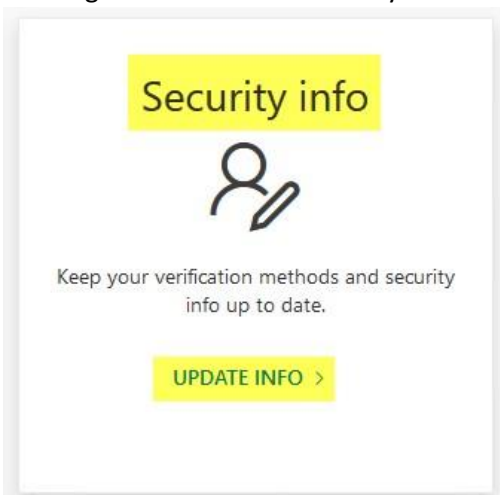 Security info
Keep your verification methods and security
info up to date.
UPDATE INFO >